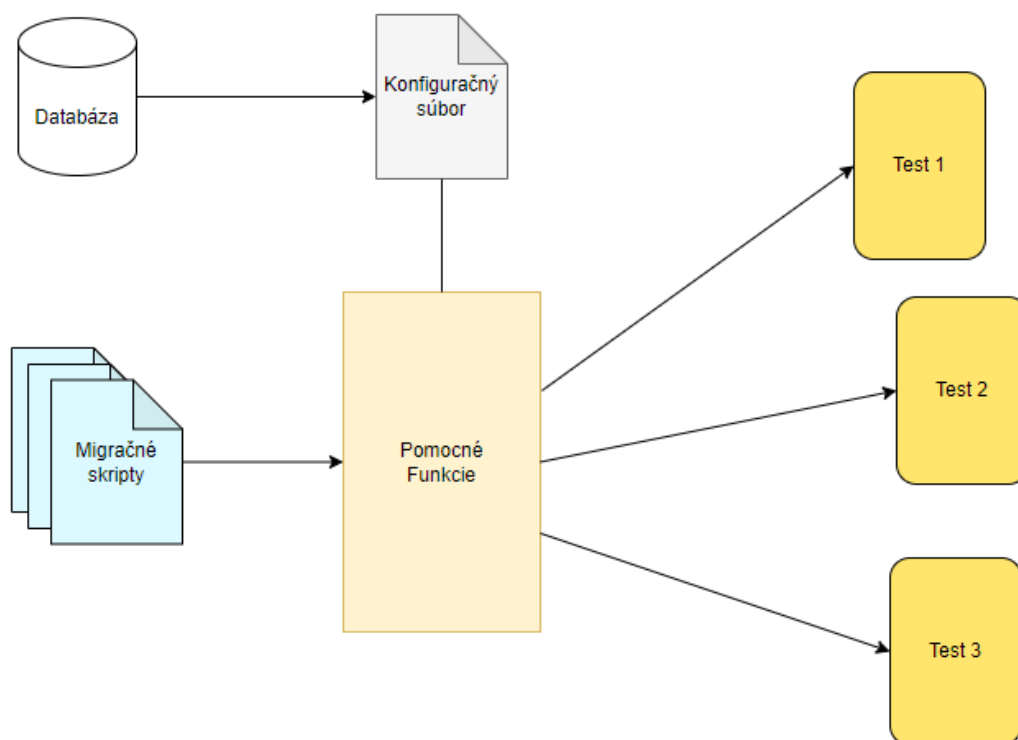 Databáza
Konfiguračný
súbor
Test 1
Test 2
Migračné
skripty
Pomocné
Funkcie
Test 3